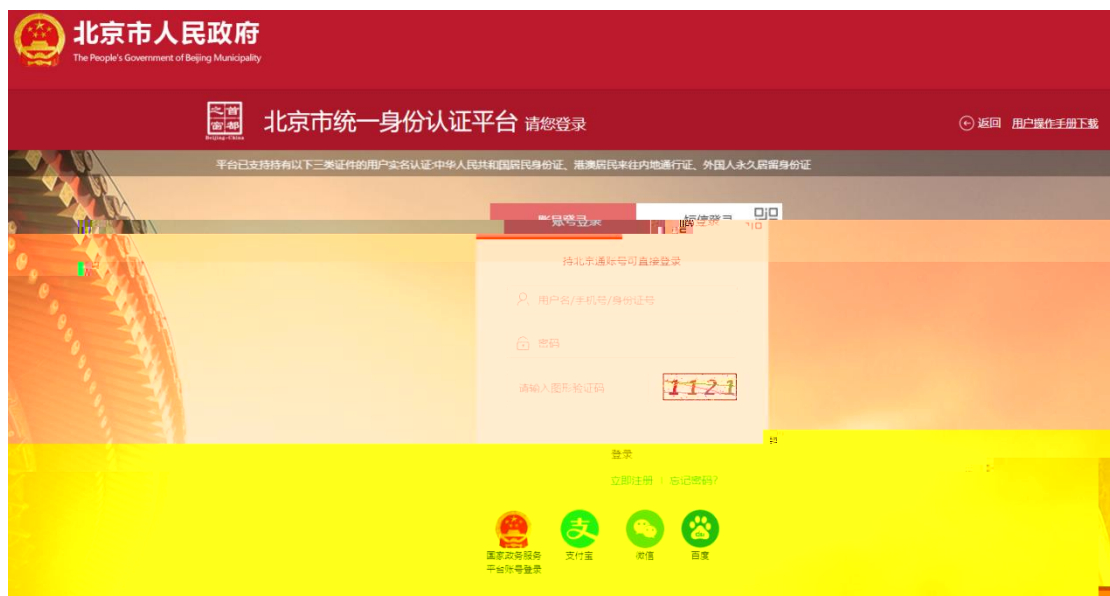 北京市人民政府
The People's Government of Beijing Municipality
首都之窗
Beijing-China
北京市统一身份认证平台 请您登录
返回 用户操作手册下载
平台已支持持有以下三类证件的用户实名认证:中华人民共和国居民身份证、港澳居民来往内地通行证、外国人永久居留身份证
账号登录 短信登录
持北京通账号可直接登录
用户名/手机号/身份证号
密码
请输入图形验证码 1121
登录
立即注册 | 忘记密码?
国家政务服务平台账号登录 支付宝 微信 百度